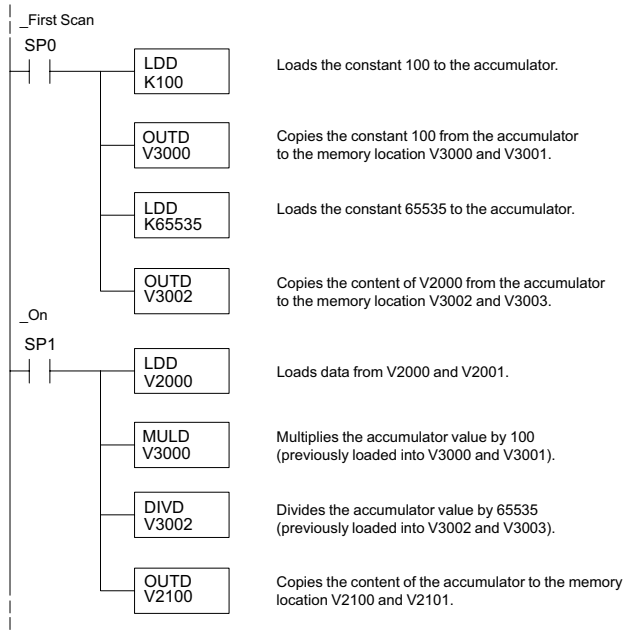 _First Scan
SP0
LDD
K100
Loads the constant 100 to the accumulator.
OUTD
V3000
Copies the constant 100 from the accumulator
to the memory location V3000 and V3001.
LDD
K65535
Loads the constant 65535 to the accumulator.
OUTD
V3002
Copies the content of V2000 from the accumulator
to the memory location V3002 and V3003.
_On
SP1
LDD
V2000
Loads data from V2000 and V2001.
MULD
V3000
Multiplies the accumulator value by 100
(previously loaded into V3000 and V3001).
DIVD
V3002
Divides the accumulator value by 65535
(previously loaded into V3002 and V3003).
OUTD
V2100
Copies the content of the accumulator to the memory
location V2100 and V2101.